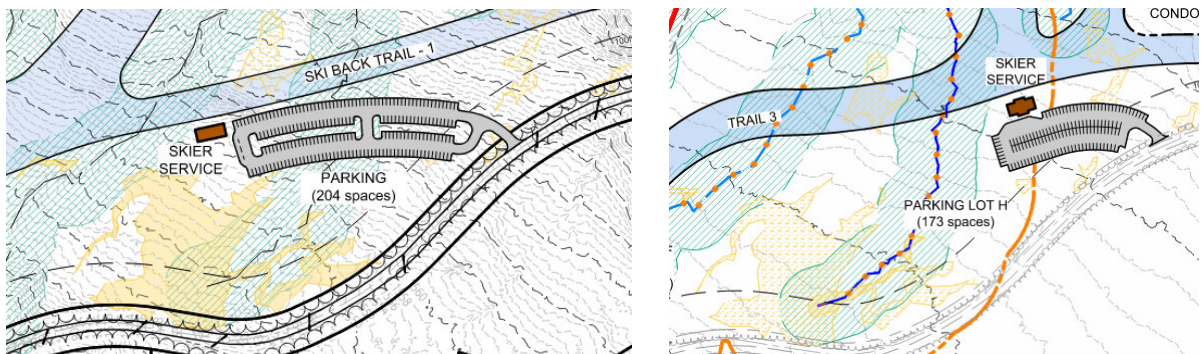 SKI BACK TRAIL - 1
SKIER
SERVICE
PARKING
(204 spaces)
CONDO
SKIER
SERVICE
TRAIL 3
PARKING LOT H
(173 spaces)